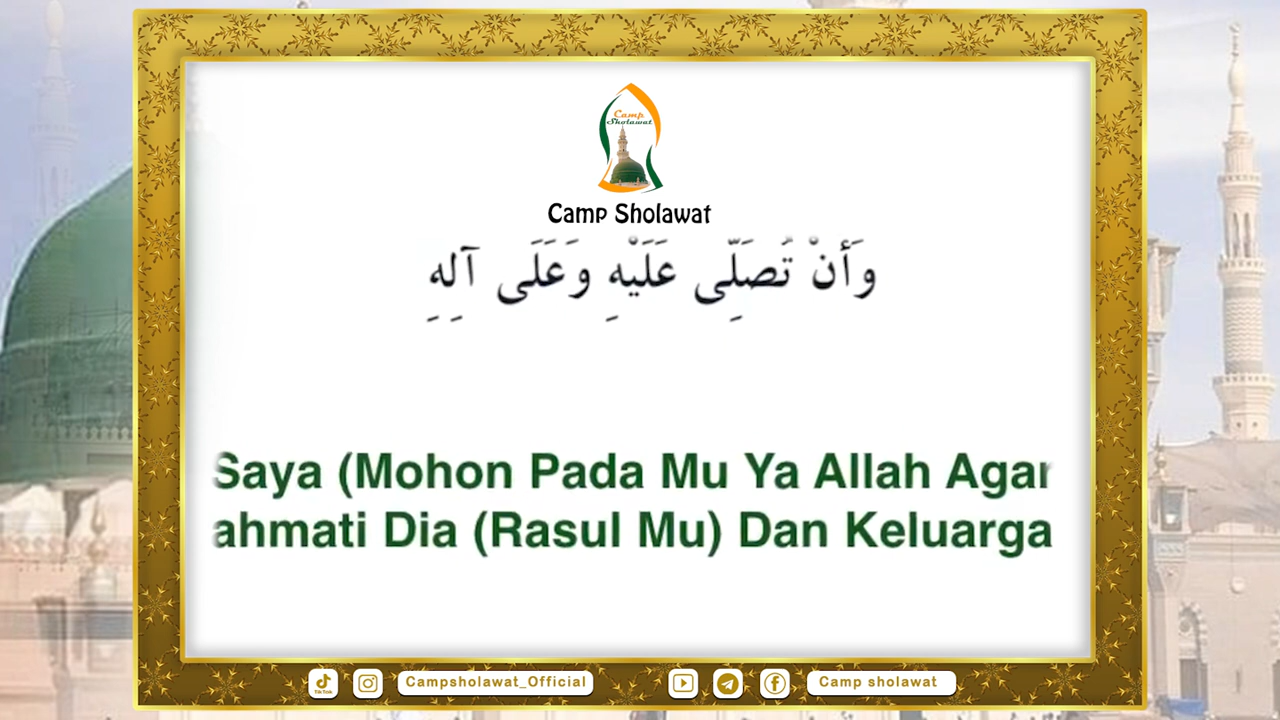 Camp
Sholawat
Camp Sholawat
وَأَنْ تُصَلِّى عَلَيْهِ وَعَلَى آلِهِ
Saya (Mohon Pada Mu Ya Allah Agar
ahmati Dia (Rasul Mu) Dan Keluarga
TikTok
Campsholawat_Official
Camp sholawat